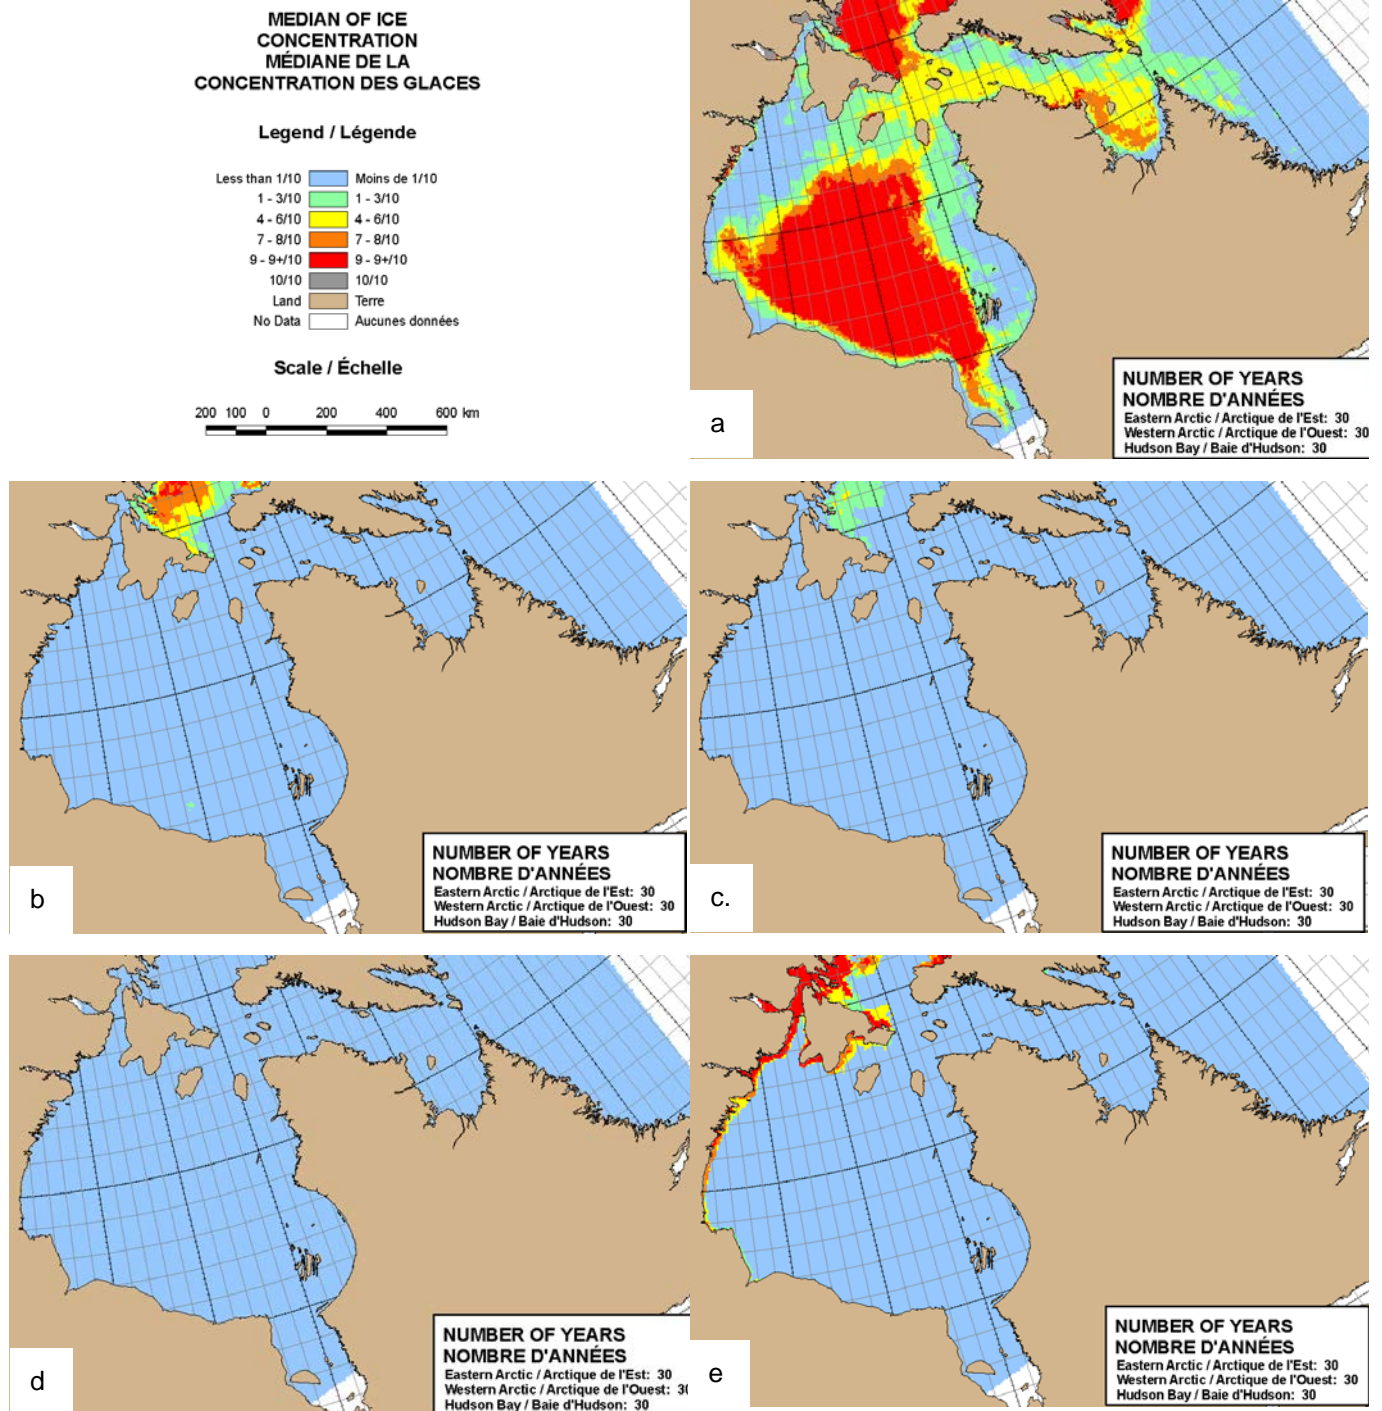 MEDIAN OF ICE
CONCENTRATION
MÉDIANE DE LA
CONCENTRATION DES GLACES
Legend / Légende
Less than 1/10 Moins de 1/10
1 - 3/10 1 - 3/10
4 - 6/10 4 - 6/10
7 - 8/10 7 - 8/10
9 - 9+/10 9 - 9+/10
10/10 10/10
Land Terre
No Data Aucunes données
Scale / Échelle
200 100 0 200 400 600 km
a
NUMBER OF YEARS
NOMBRE D'ANNÉES
Eastern Arctic / Arctique de l'Est: 30
Western Arctic / Arctique de l'Ouest: 30
Hudson Bay / Baie d'Hudson: 30
b
NUMBER OF YEARS
NOMBRE D'ANNÉES
Eastern Arctic / Arctique de l'Est: 30
Western Arctic / Arctique de l'Ouest: 30
Hudson Bay / Baie d'Hudson: 30
c.
NUMBER OF YEARS
NOMBRE D'ANNÉES
Eastern Arctic / Arctique de l'Est: 30
Western Arctic / Arctique de l'Ouest: 30
Hudson Bay / Baie d'Hudson: 30
d
NUMBER OF YEARS
NOMBRE D'ANNÉES
Eastern Arctic / Arctique de l'Est: 30
Western Arctic / Arctique de l'Ouest: 30
Hudson Bay / Baie d'Hudson: 30
e
NUMBER OF YEARS
NOMBRE D'ANNÉES
Eastern Arctic / Arctique de l'Est: 30
Western Arctic / Arctique de l'Ouest: 30
Hudson Bay / Baie d'Hudson: 30